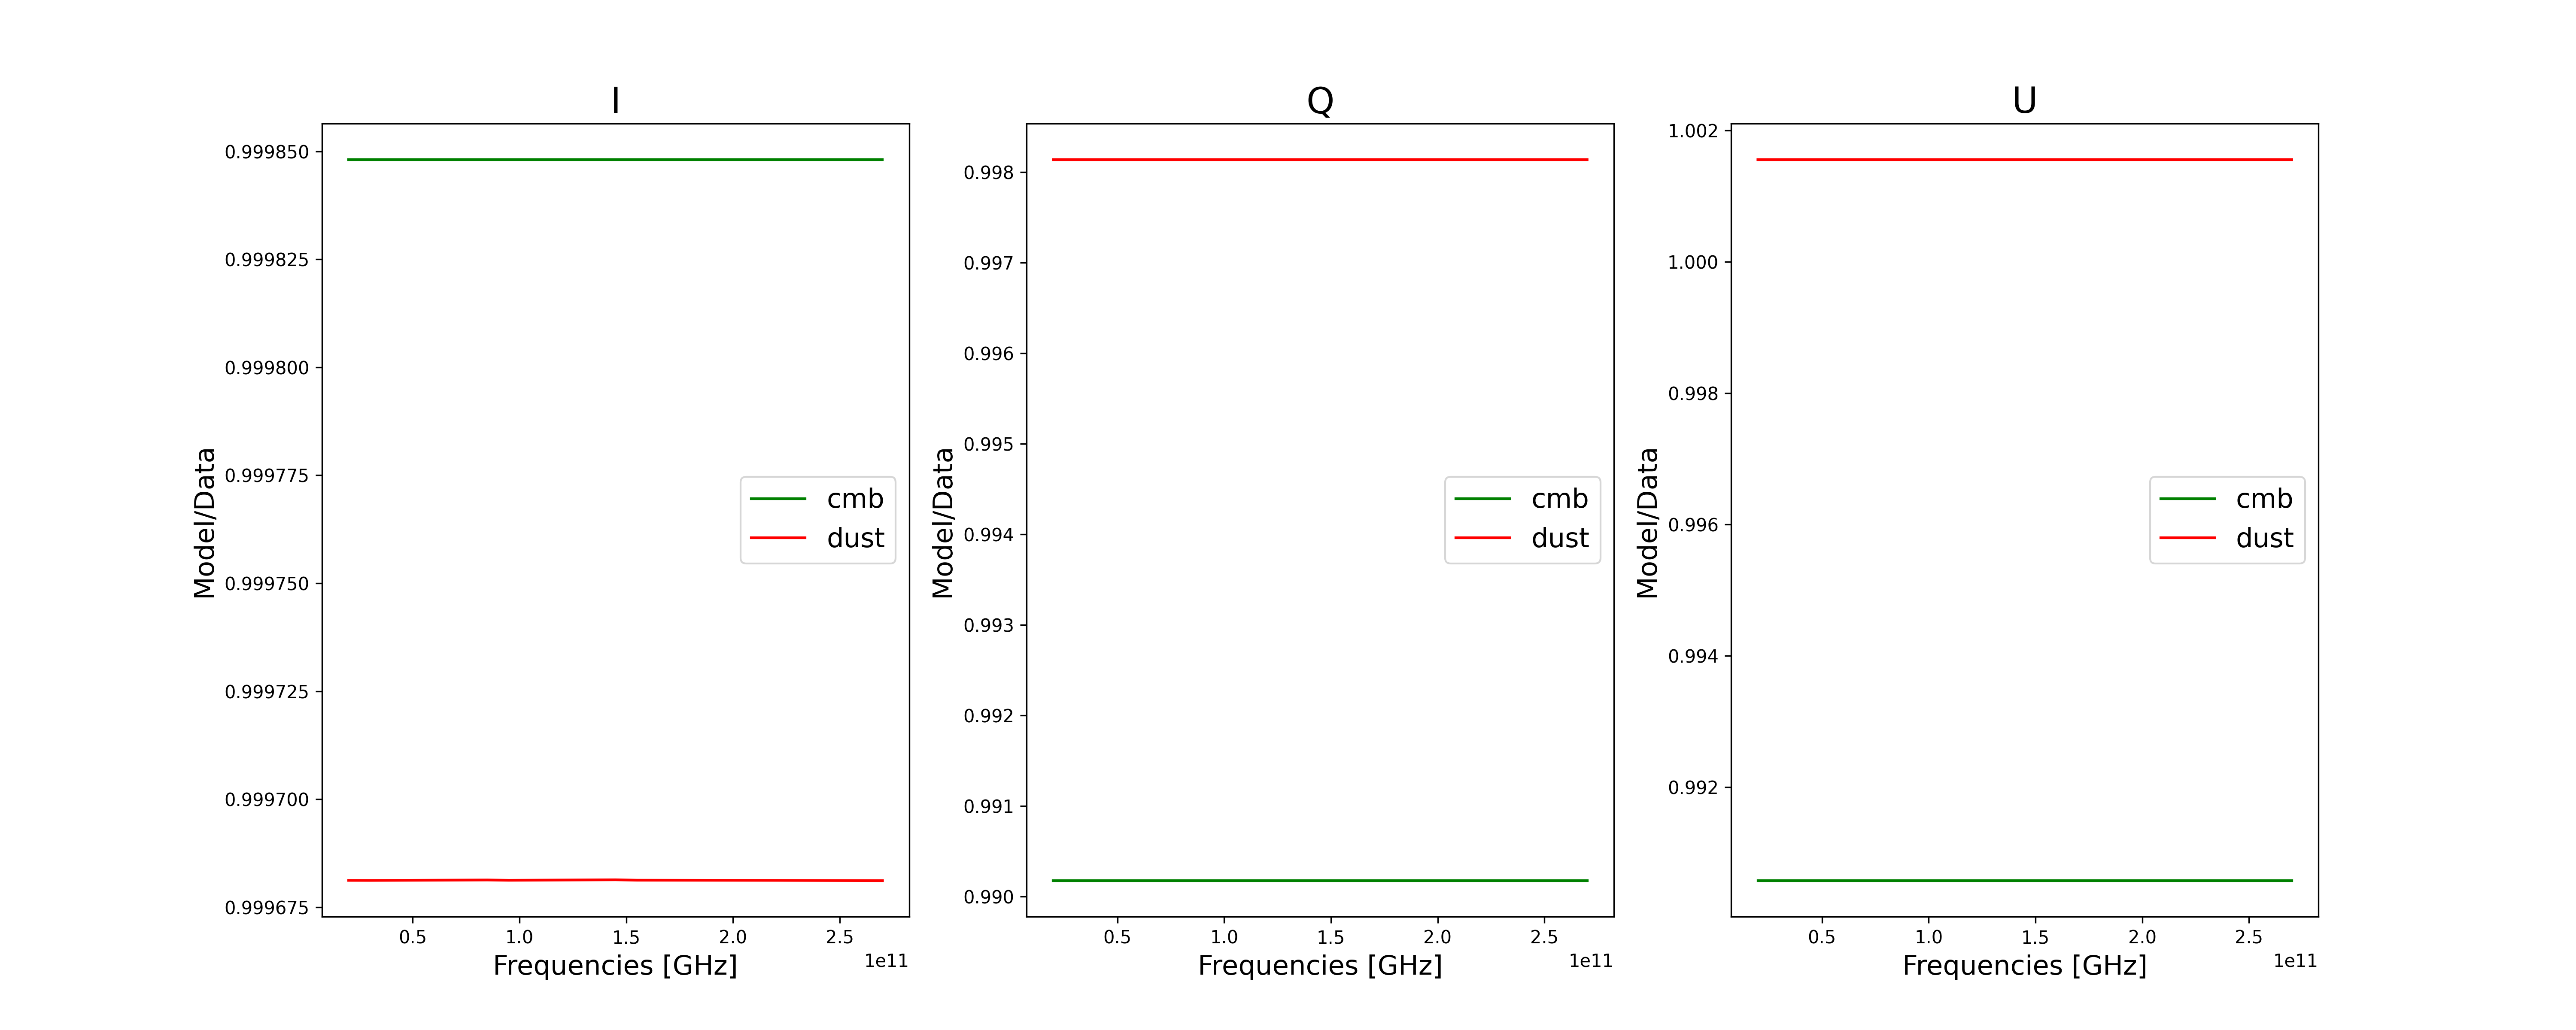 I
Model/Data
0.999850
0.999825
0.999800
0.999775
0.999750
0.999725
0.999700
0.999675
cmb
dust
0.5 1.0 1.5 2.0 2.5
1e11
Frequencies [GHz]
Q
Model/Data
0.998
0.997
0.996
0.995
0.994
0.993
0.992
0.991
0.990
cmb
dust
0.5 1.0 1.5 2.0 2.5
1e11
Frequencies [GHz]
U
Model/Data
1.002
1.000
0.998
0.996
0.994
0.992
cmb
dust
0.5 1.0 1.5 2.0 2.5
1e11
Frequencies [GHz]